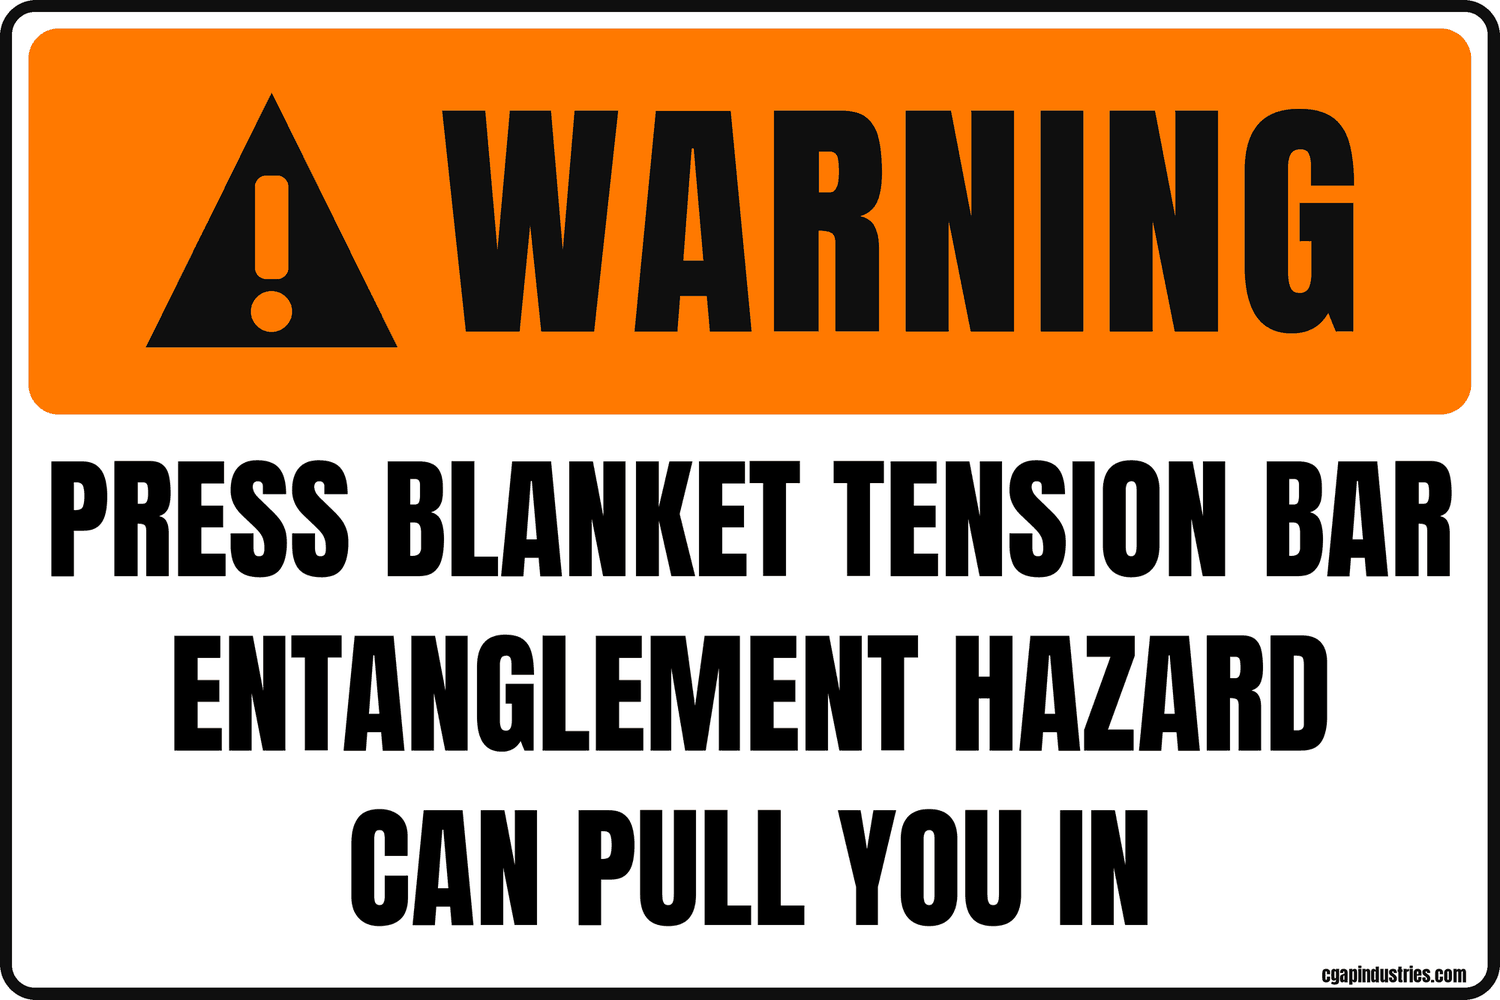 WARNING
PRESS BLANKET TENSION BAR
ENTANGLEMENT HAZARD
CAN PULL YOU IN
cgapindustries.com